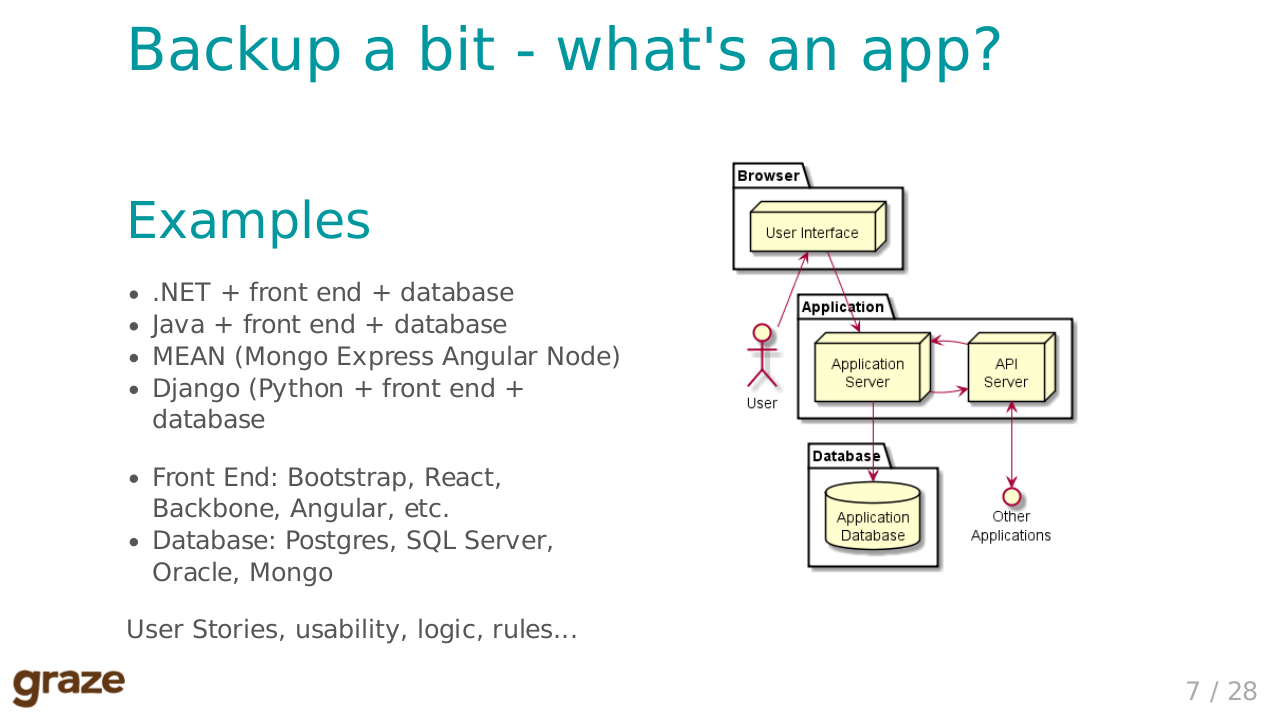 Backup a bit - what's an app?
Examples
• .NET + front end + database
• Java + front end + database
• MEAN (Mongo Express Angular Node)
• Django (Python + front end +
database
• Front End: Bootstrap, React,
Backbone, Angular, etc.
• Database: Postgres, SQL Server,
Oracle, Mongo
User Stories, usability, logic, rules...
Browser
User Interface
Application
Application
Server
API
Server
User
Database
Application
Database
Other
Applications
graze
7 / 28